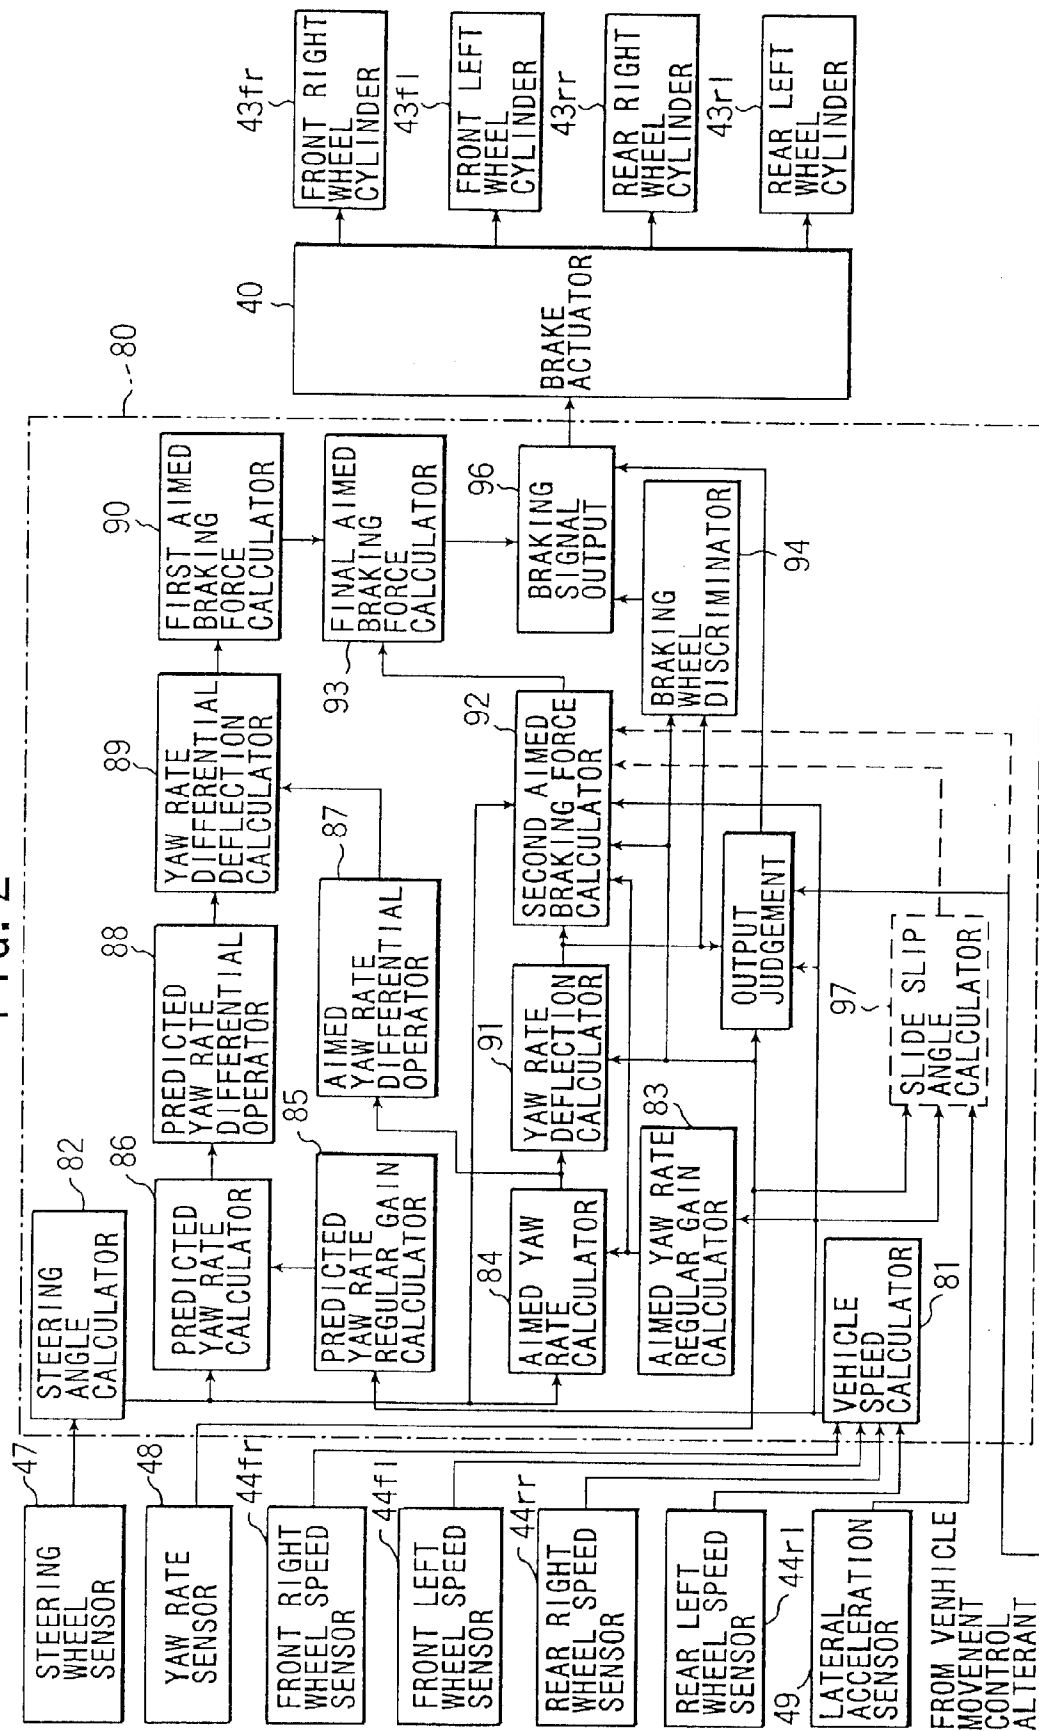 FIG. 2
47
STEERING
WHEEL
SENSOR
48
YAW RATE
SENSOR
44fr
FRONT RIGHT
WHEEL SPEED
SENSOR
44fl
FRONT LEFT
WHEEL SPEED
SENSOR
44rr
REAR RIGHT
WHEEL SPEED
SENSOR
REAR LEFT
WHEEL SPEED
SENSOR
44rl
49
LATERAL
ACCELERATION
SENSOR
FROM VENHICLE
MOVENENT
CONTROL
ALTERANT
82
STEERING
ANGLE
CALCULATOR
86
PREDICTED
YAW RATE
CALCULATOR
85
PREDICTED
YAW RATE
REGULAR GAIN
CALCULATOR
84
AIMED YAW
RATE
CALCULATOR
83
AIMED YAW RATE
REGULAR GAIN
CALCULATOR
VEHICLE
SPEED
CALCULATOR
81
88
PREDICTED
YAW RATE
DIFFERENTIAL
OPERATOR
87
AIMED
YAW RATE
DIFFERENTIAL
OPERATOR
91
YAW RATE
DEFLECTION
CALCULATOR
97
SLIDE SLIP
ANGLE
CALCULATOR
89
YAW RATE
DIFFERENTIAL
DEFLECTION
CALCULATOR
92
SECOND AIMED
BRAKING FORCE
CALCULATOR
OUTPUT
JUDGEMENT
90
FIRST AIMED
BRAKING
FORCE
CALCULATOR
93
FINAL AIMED
BRAKING
FORCE
CALCULATOR
96
BRAKING
SIGNAL
OUTPUT
BRAKING
WHEEL
DISCRIMINATOR
94
80
40
BRAKE
ACTUATOR
43fr
FRONT RIGHT
WHEEL
CYLINDER
43fl
FRONT LEFT
WHEEL
CYLINDER
43rr
REAR RIGHT
WHEEL
CYLINDER
43rl
REAR LEFT
WHEEL
CYLINDER